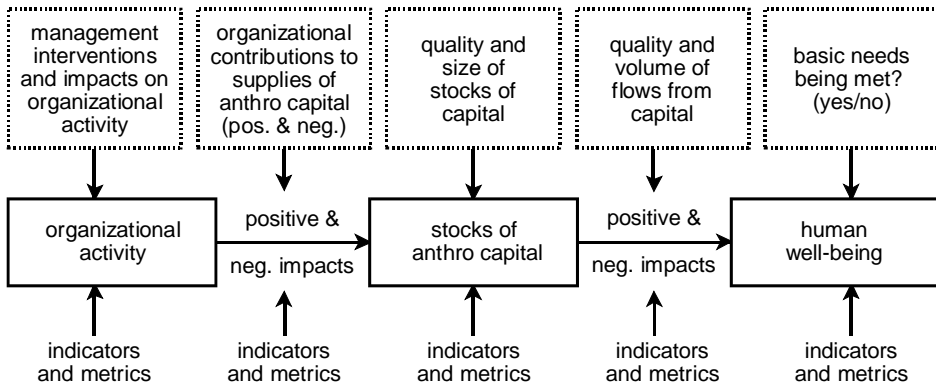 management
interventions
and impacts on
organizational
activity
organizational
contributions to
supplies of
anthro capital
(pos. & neg.)
quality and
size of
stocks of
capital
quality and
volume of
flows from
capital
basic needs
being met?
(yes/no)
organizational
activity
positive &
neg. impacts
stocks of
anthro capital
positive &
neg. impacts
human
well-being
indicators
and metrics
indicators
and metrics
indicators
and metrics
indicators
and metrics
indicators
and metrics